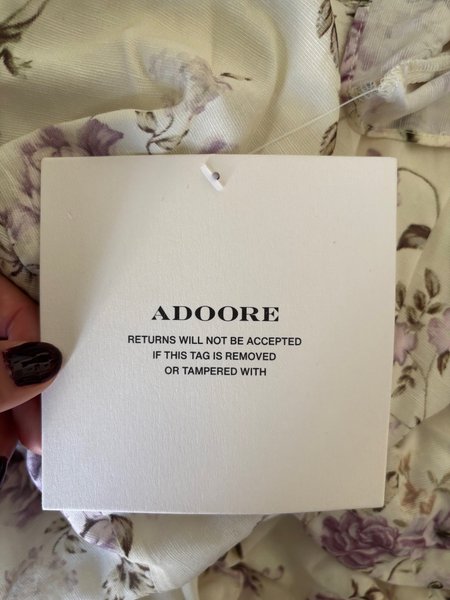 ADOORE
RETURNS WILL NOT BE ACCEPTED
IF THIS TAG IS REMOVED
OR TAMPERED WITH